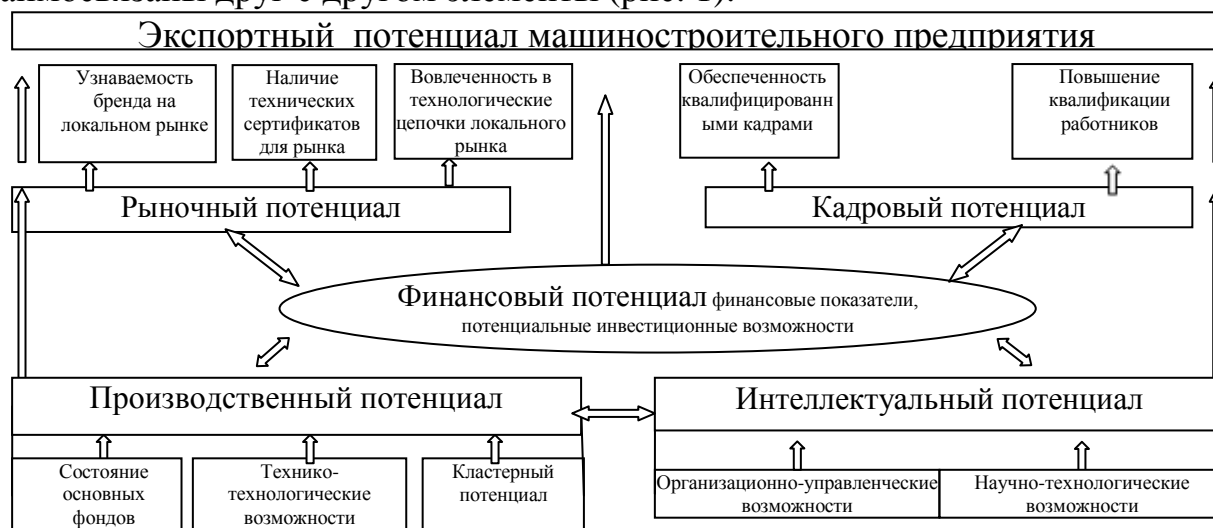 аимосвязаны друг с другом элементы (рис. 1).
Экспортный потенциал машиностроительного предприятия
Узнаваемость
бренда на
локальном рынке
Наличие
технических
сертификатов
для рынка
Вовлеченность в
технологические
цепочки локального
рынка
Обеспеченность
квалифицированн
ыми кадрами
Повышение
квалификации
работников
Рыночный потенциал
Кадровый потенциал
Финансовый потенциал финансовые показатели,
потенциальные инвестиционные возможности
Производственный потенциал
Интеллектуальный потенциал
Состояние
основных
фондов
Технико-
технологические
возможности
Кластерный
потенциал
Организационно-управленческие
возможности
Научно-технологические
возможности